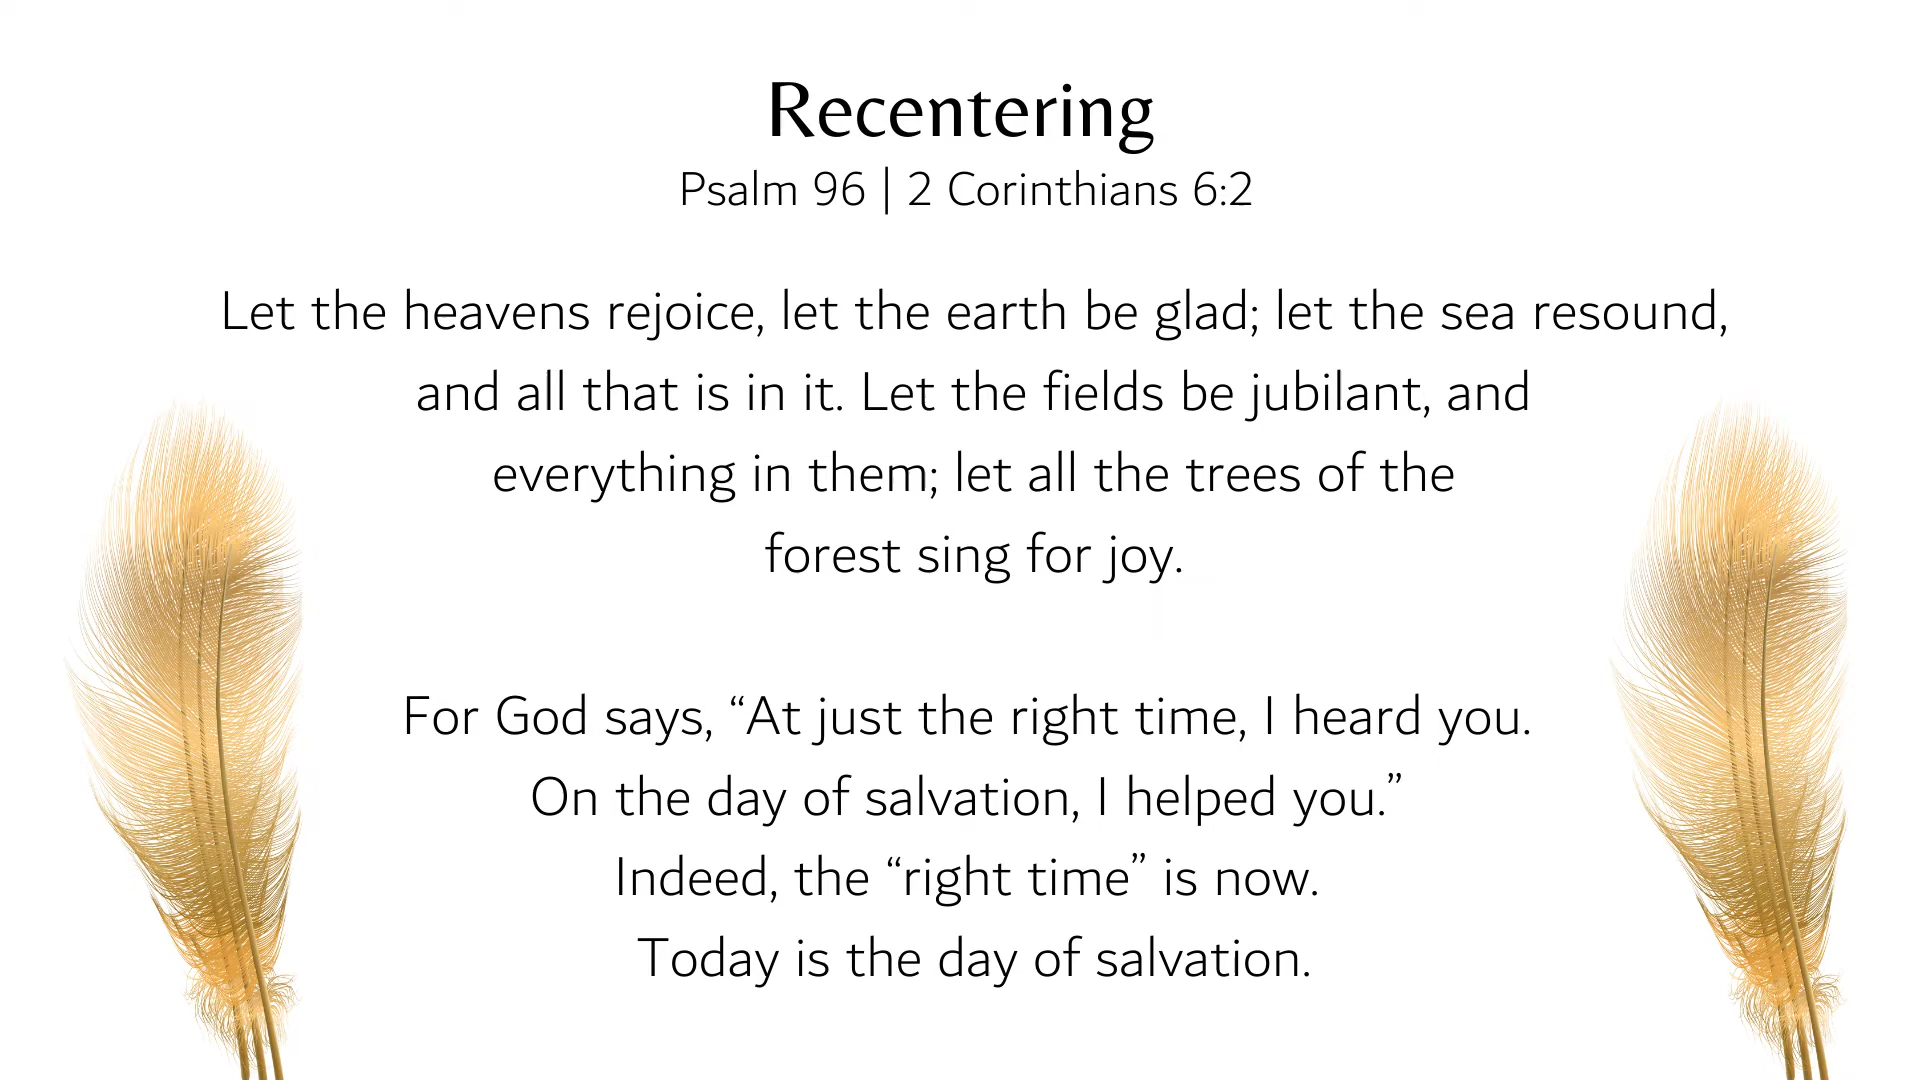 Recentering
Psalm 96 | 2 Corinthians 6:2
Let the heavens rejoice, let the earth be glad; let the sea resound,
and all that is in it. Let the fields be jubilant, and
everything in them; let all the trees of the
forest sing for joy.
For God says, “At just the right time, I heard you.
On the day of salvation, I helped you.”
Indeed, the “right time” is now.
Today is the day of salvation.